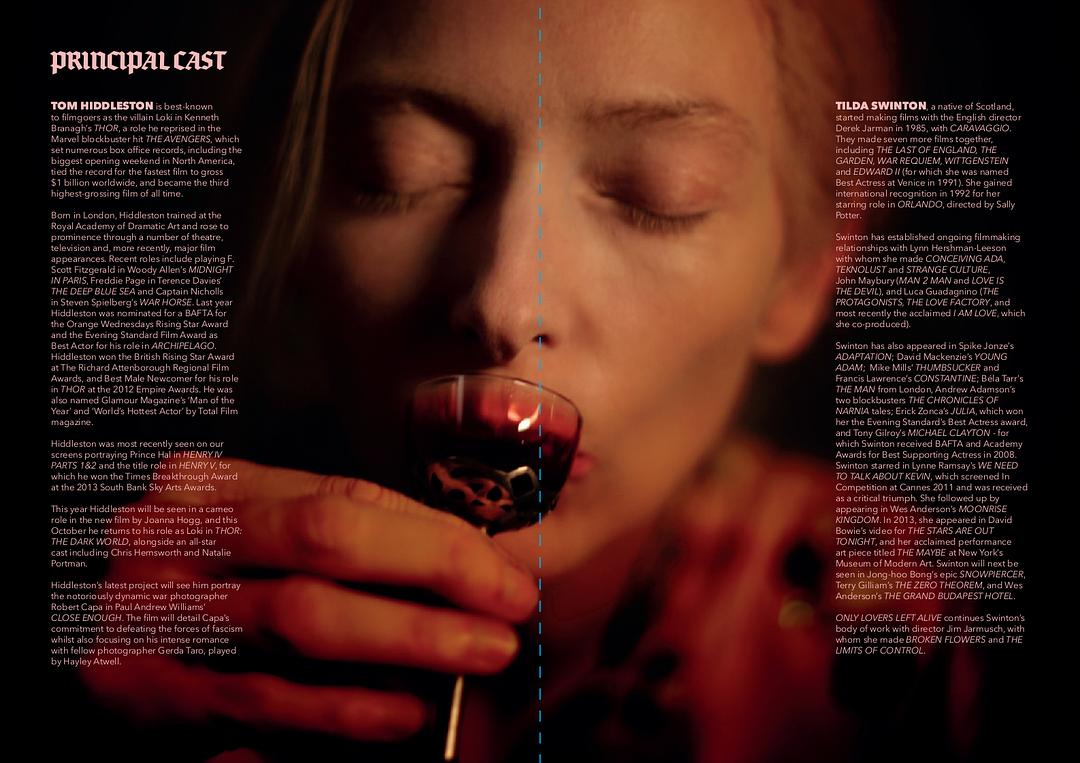 PRINCIPAL CAST
TOM HIDDLESTON is best-known
to filmgoers as the villain Loki in Kenneth
Branagh's THOR, a role he reprised in the
Marvel blockbuster hit THE AVENGERS, which
set numerous box office records, including the
biggest opening weekend in North America,
tied the record for the fastest film to gross
$1 billion worldwide, and became the third
highest-grossing film of all time.
Born in London, Hiddleston trained at the
Royal Academy of Dramatic Art and rose to
prominence through a number of theatre,
television and, more recently, major film
appearances. Recent roles include playing F.
Scott Fitzgerald in Woody Allen's MIDNIGHT
IN PARIS, Freddie Page in Terence Davies'
THE DEEP BLUE SEA and Captain Nicholls
in Steven Spielberg's WAR HORSE. Last year
Hiddleston was nominated for a BAFTA for
the Orange Wednesdays Rising Star Award
and the Evening Standard Film Award as
Best Actor for his role in ARCHIPELAGO.
Hiddleston won the British Rising Star Award
at The Richard Attenborough Regional Film
Awards, and Best Male Newcomer for his role
in THOR at the 2012 Empire Awards. He was
also named Glamour Magazine's 'Man of the
Year' and 'World's Hottest Actor' by Total Film
magazine.
Hiddleston was most recently seen on our
screens portraying Prince Hal in HENRY IV
PARTS 1&2 and the title role in HENRY V, for
which he won the Times Breakthrough Award
at the 2013 South Bank Sky Arts Awards.
This year Hiddleston will be seen in a cameo
role in the new film by Joanna Hogg, and this
October he returns to his role as Loki in THOR:
THE DARK WORLD, alongside an all-star
cast including Chris Hemsworth and Natalie
Portman.
Hiddleston's latest project will see him portray
the notoriously dynamic war photographer
Robert Capa in Paul Andrew Williams'
CLOSE ENOUGH. The film will detail Capa's
commitment to defeating the forces of fascism
whilst also focusing on his intense romance
with fellow photographer Gerda Taro, played
by Hayley Atwell.
TILDA SWINTON, a native of Scotland,
started making films with the English director
Derek Jarman in 1985, with CARAVAGGIO.
They made seven more films together,
including THE LAST OF ENGLAND, THE
GARDEN, WAR REQUIEM, WITTGENSTEIN
and EDWARD II (for which she was named
Best Actress at Venice in 1991). She gained
international recognition in 1992 for her
starring role in ORLANDO, directed by Sally
Potter.
Swinton has established ongoing filmmaking
relationships with Lynn Hershman-Leeson
with whom she made CONCEIVING ADA,
TEKNOLUST and STRANGE CULTURE,
John Maybury (MAN 2 MAN and LOVE IS
THE DEVIL), and Luca Guadagnino (THE
PROTAGONISTS, THE LOVE FACTORY, and
most recently the acclaimed I AM LOVE, which
she co-produced).
Swinton has also appeared in Spike Jonze's
ADAPTATION; David Mackenzie's YOUNG
ADAM; Mike Mills' THUMBSUCKER and
Francis Lawrence's CONSTANTINE; Béla Tarr's
THE MAN from London, Andrew Adamson's
two blockbusters THE CHRONICLES OF
NARNIA tales; Erick Zonca's JULIA, which won
her the Evening Standard's Best Actress award,
and Tony Gilroy's MICHAEL CLAYTON - for
which Swinton received BAFTA and Academy
Awards for Best Supporting Actress in 2008.
Swinton starred in Lynne Ramsay's WE NEED
TO TALK ABOUT KEVIN, which screened In
Competition at Cannes 2011 and was received
as a critical triumph. She followed up by
appearing in Wes Anderson's MOONRISE
KINGDOM. In 2013, she appeared in David
Bowie's video for THE STARS ARE OUT
TONIGHT, and her acclaimed performance
art piece titled THE MAYBE at New York's
Museum of Modern Art. Swinton will next be
seen in Jong-hoo Bong's epic SNOWPIERCER,
Terry Gilliam's THE ZERO THEOREM, and Wes
Anderson's THE GRAND BUDAPEST HOTEL.
ONLY LOVERS LEFT ALIVE continues Swinton's
body of work with director Jim Jarmusch, with
whom she made BROKEN FLOWERS and THE
LIMITS OF CONTROL.